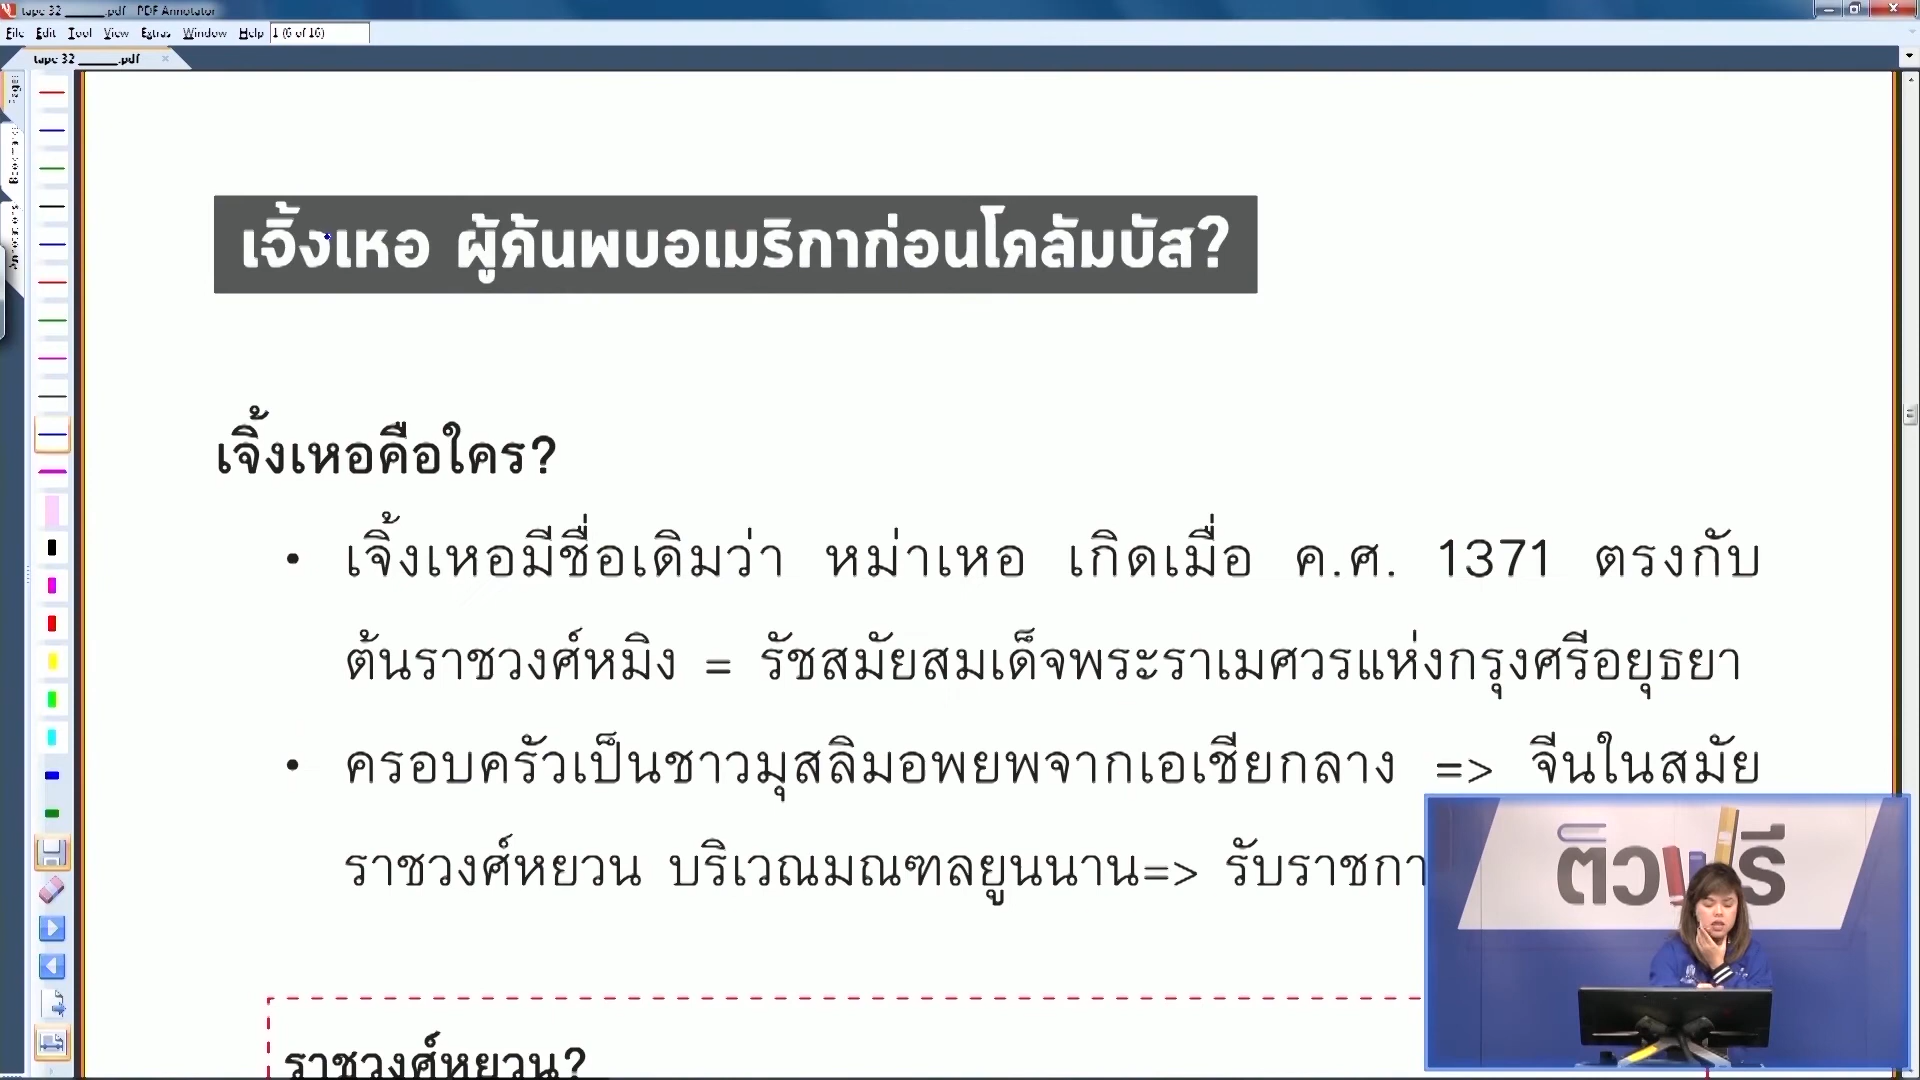 tape 32 _____.pdf - PDF Annotator
File Edit Tool View Extras Window Help 1 (6 of 16)
tape 32 _____.pdf
เจิ้งเหอ ผู้ค้นพบอเมริกาก่อนโคลัมบัส?
เจิ้งเหอคือใคร?
• เจิ้งเหอมีชื่อเดิมว่า หม่าเหอ เกิดเมื่อ ค.ศ. 1371 ตรงกับ
ต้นราชวงศ์หมิง = รัชสมัยสมเด็จพระราเมศวรแห่งกรุงศรีอยุธยา
• ครอบครัวเป็นชาวมุสลิมอพยพจากเอเชียกลาง => จีนในสมัย
ราชวงศ์หยวน บริเวณมณฑลยูนนาน=> รับราชกา
ราชวงศ์หยวน?